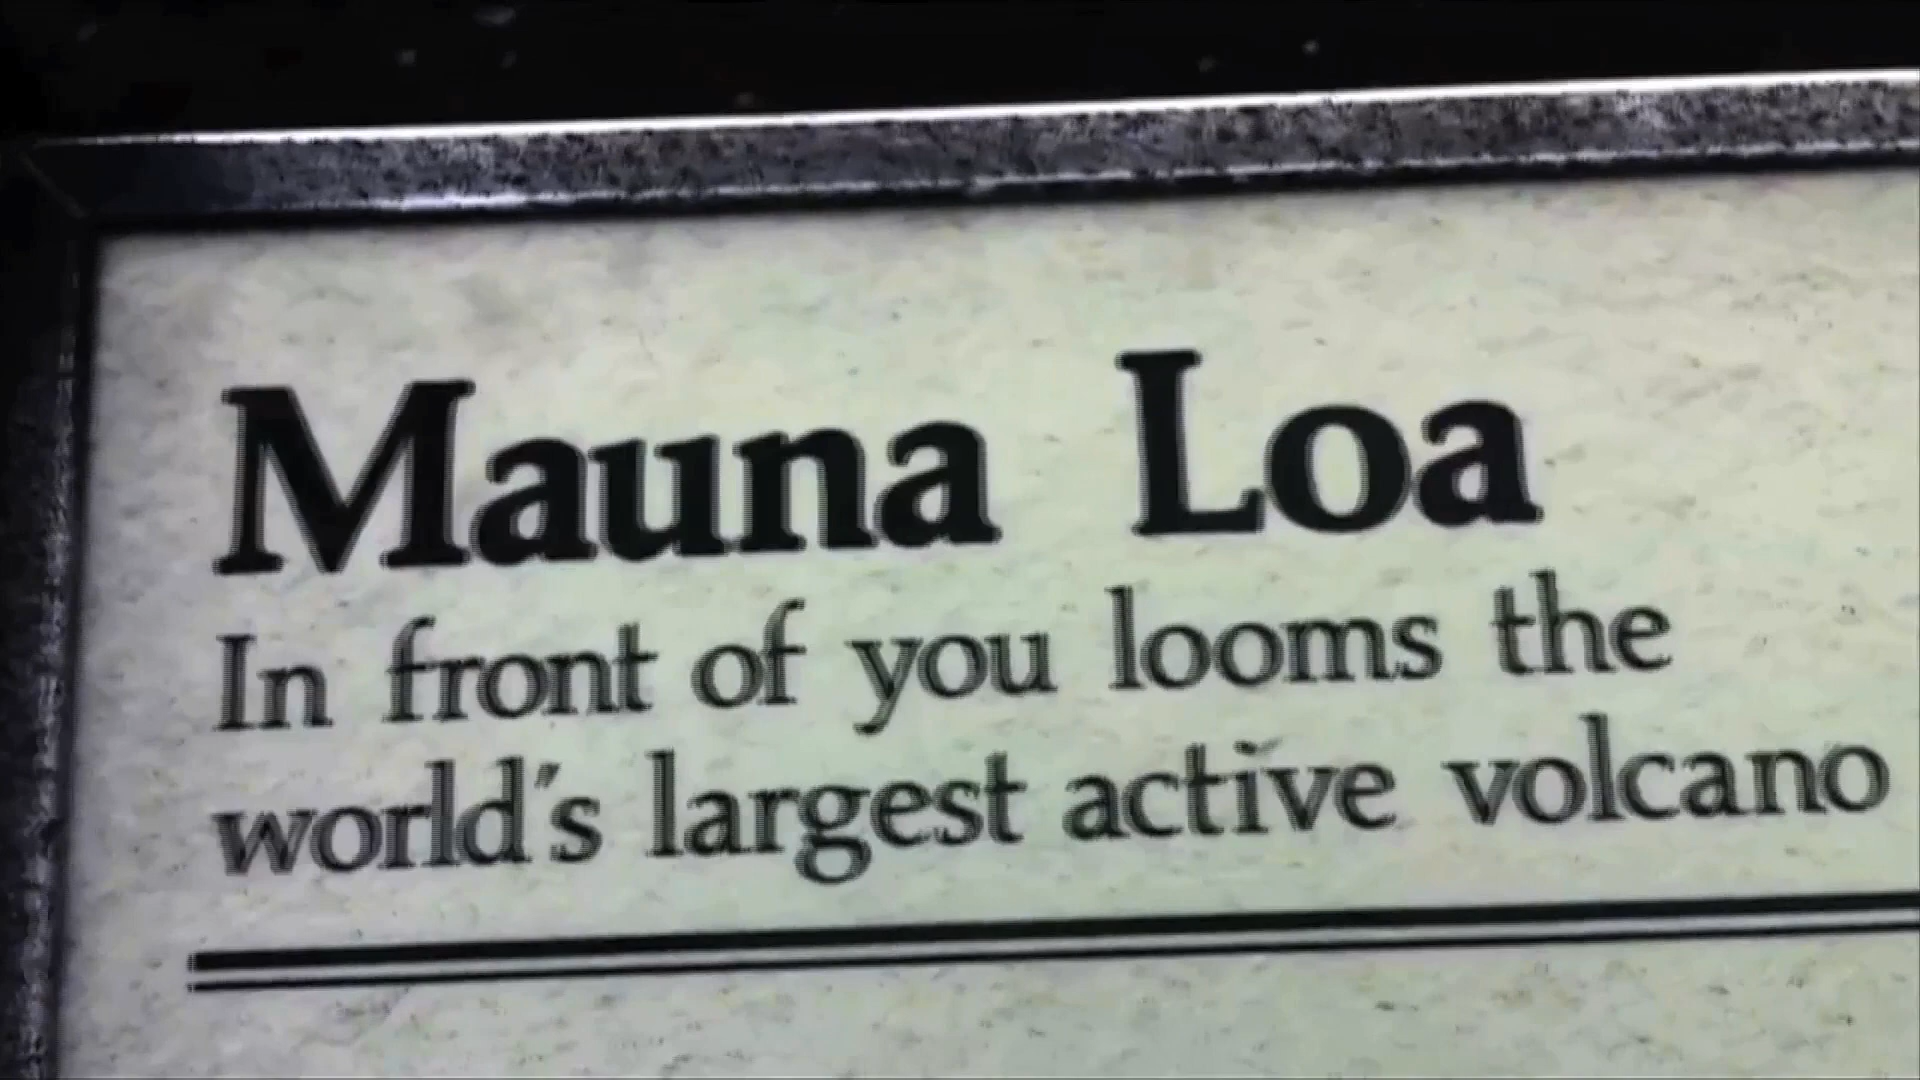 Mauna Loa
In front of you looms the
world's largest active volcano